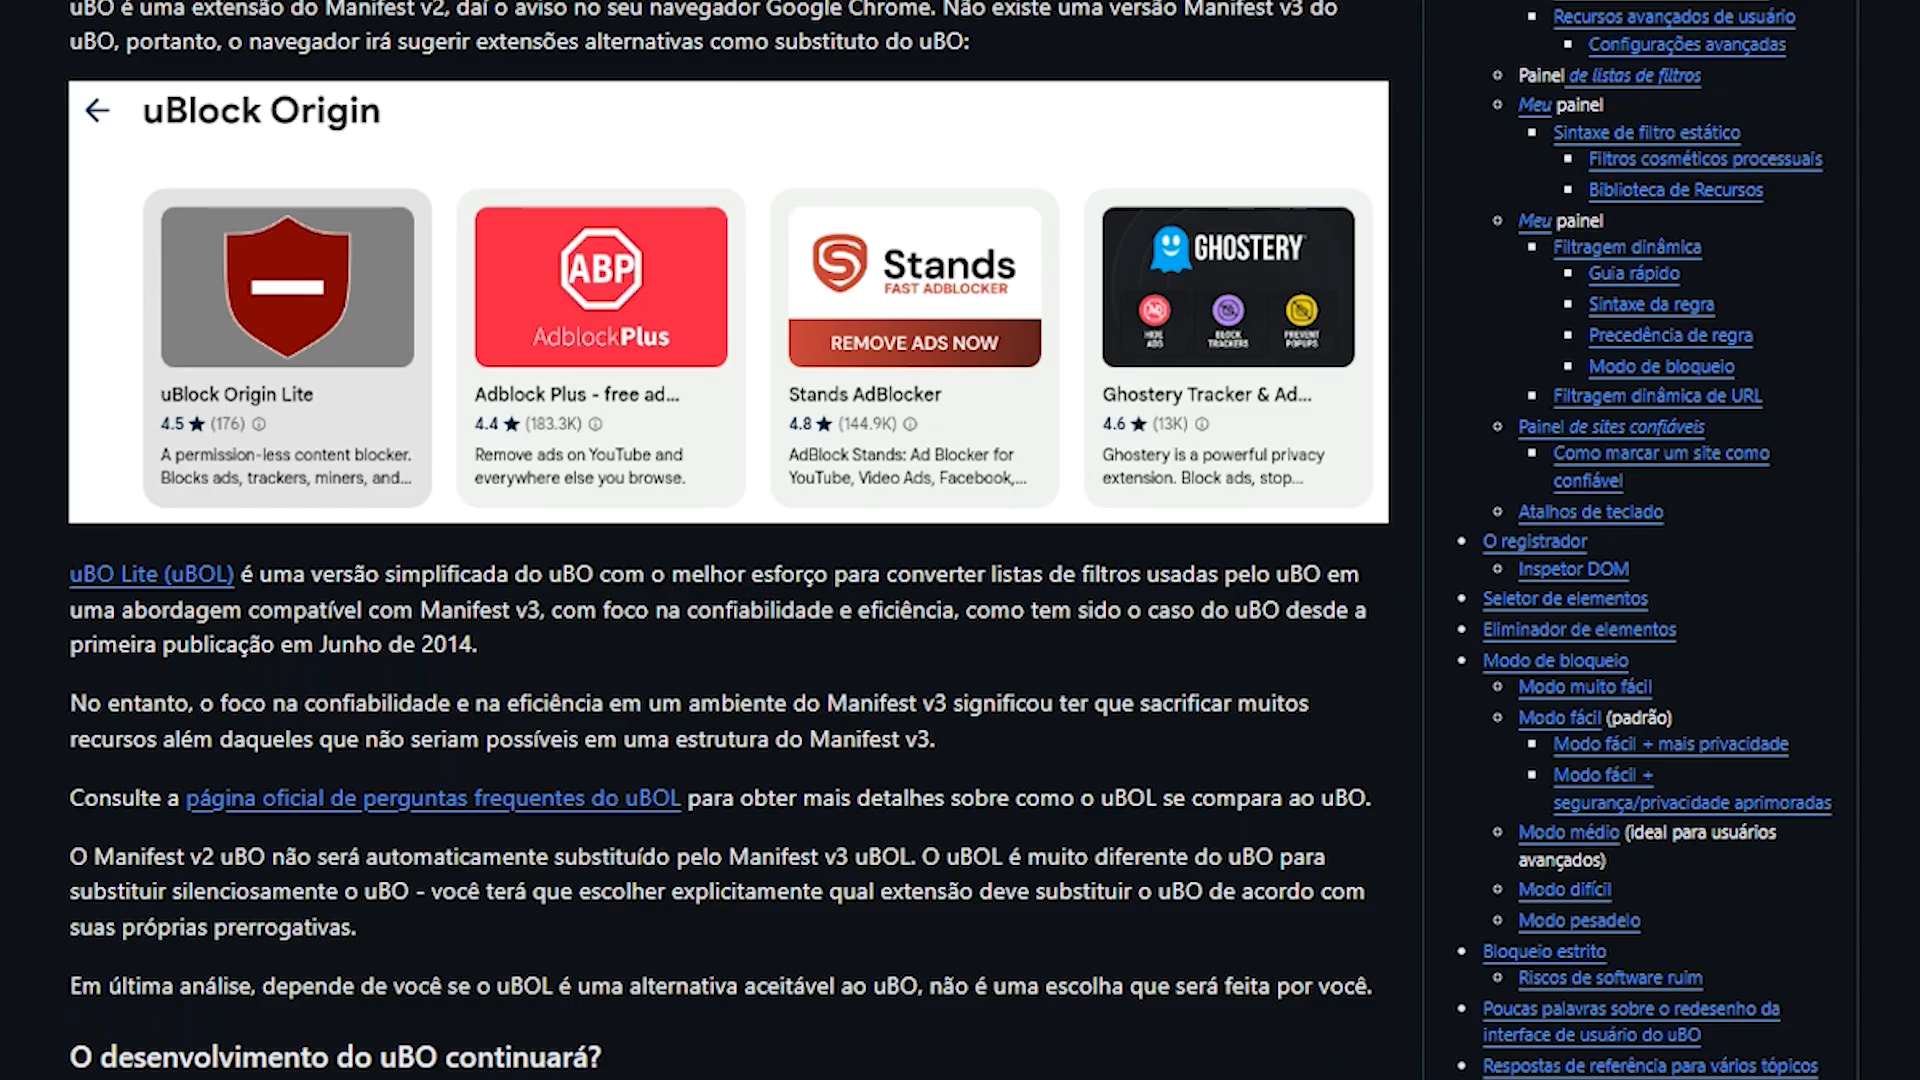 uBO é uma extensão do Manifest v2, daí o aviso no seu navegador Google Chrome. Não existe uma versão Manifest v3 do
uBO, portanto, o navegador irá sugerir extensões alternativas como substituto do uBO:
uBlock Origin
uBlock Origin Lite
4.5 ★ (176)
A permission-less content blocker.
Blocks ads, trackers, miners, and...
ABP
AdblockPlus
Adblock Plus - free ad...
4.4 ★ (183.3K)
Remove ads on YouTube and
everywhere else you browse.
Stands
FAST ADBLOCKER
REMOVE ADS NOW
Stands AdBlocker
4.8 ★ (144.9K)
AdBlock Stands: Ad Blocker for
YouTube, Video Ads, Facebook,...
GHOSTERY
AD
HIDE
ADS
BLOCK
TRACKERS
PREVENT
POPUPS
Ghostery Tracker & Ad...
4.6 ★ (13K)
Ghostery is a powerful privacy
extension. Block ads, stop...
uBO Lite (uBOL) é uma versão simplificada do uBO com o melhor esforço para converter listas de filtros usadas pelo uBO em
uma abordagem compatível com Manifest v3, com foco na confiabilidade e eficiência, como tem sido o caso do uBO desde a
primeira publicação em Junho de 2014.
No entanto, o foco na confiabilidade e na eficiência em um ambiente do Manifest v3 significou ter que sacrificar muitos
recursos além daqueles que não seriam possíveis em uma estrutura do Manifest v3.
Consulte a página oficial de perguntas frequentes do uBOL para obter mais detalhes sobre como o uBOL se compara ao uBO.
O Manifest v2 uBO não será automaticamente substituído pelo Manifest v3 uBOL. O uBOL é muito diferente do uBO para
substituir silenciosamente o uBO - você terá que escolher explicitamente qual extensão deve substituir o uBO de acordo com
suas próprias prerrogativas.
Em última análise, depende de você se o uBOL é uma alternativa aceitável ao uBO, não é uma escolha que será feita por você.
O desenvolvimento do uBO continuará?
Recursos avançados de usuário
Configurações avançadas
Painel de listas de filtros
Meu painel
Sintaxe de filtro estático
Filtros cosméticos processuais
Biblioteca de Recursos
Meu painel
Filtragem dinâmica
Guia rápido
Sintaxe da regra
Precedência de regra
Modo de bloqueio
Filtragem dinâmica de URL
Painel de sites confiáveis
Como marcar um site como
confiável
Atalhos de teclado
O registrador
Inspetor DOM
Seletor de elementos
Eliminador de elementos
Modo de bloqueio
Modo muito fácil
Modo fácil (padrão)
Modo fácil + mais privacidade
Modo fácil +
segurança/privacidade aprimoradas
Modo médio (ideal para usuários
avançados)
Modo difícil
Modo pesadelo
Bloqueio estrito
Riscos de software ruim
Poucas palavras sobre o redesenho da
interface de usuário do uBO
Respostas de referência para vários tópicos